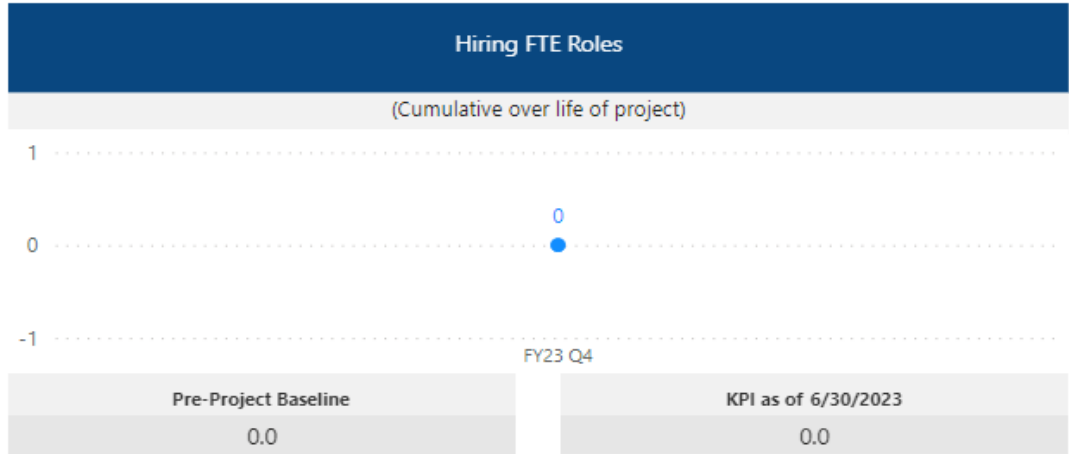 Hiring FTE Roles
(Cumulative over life of project)
1
0
0
-1
FY23 Q4
Pre-Project Baseline
KPI as of 6/30/2023
0.0
0.0